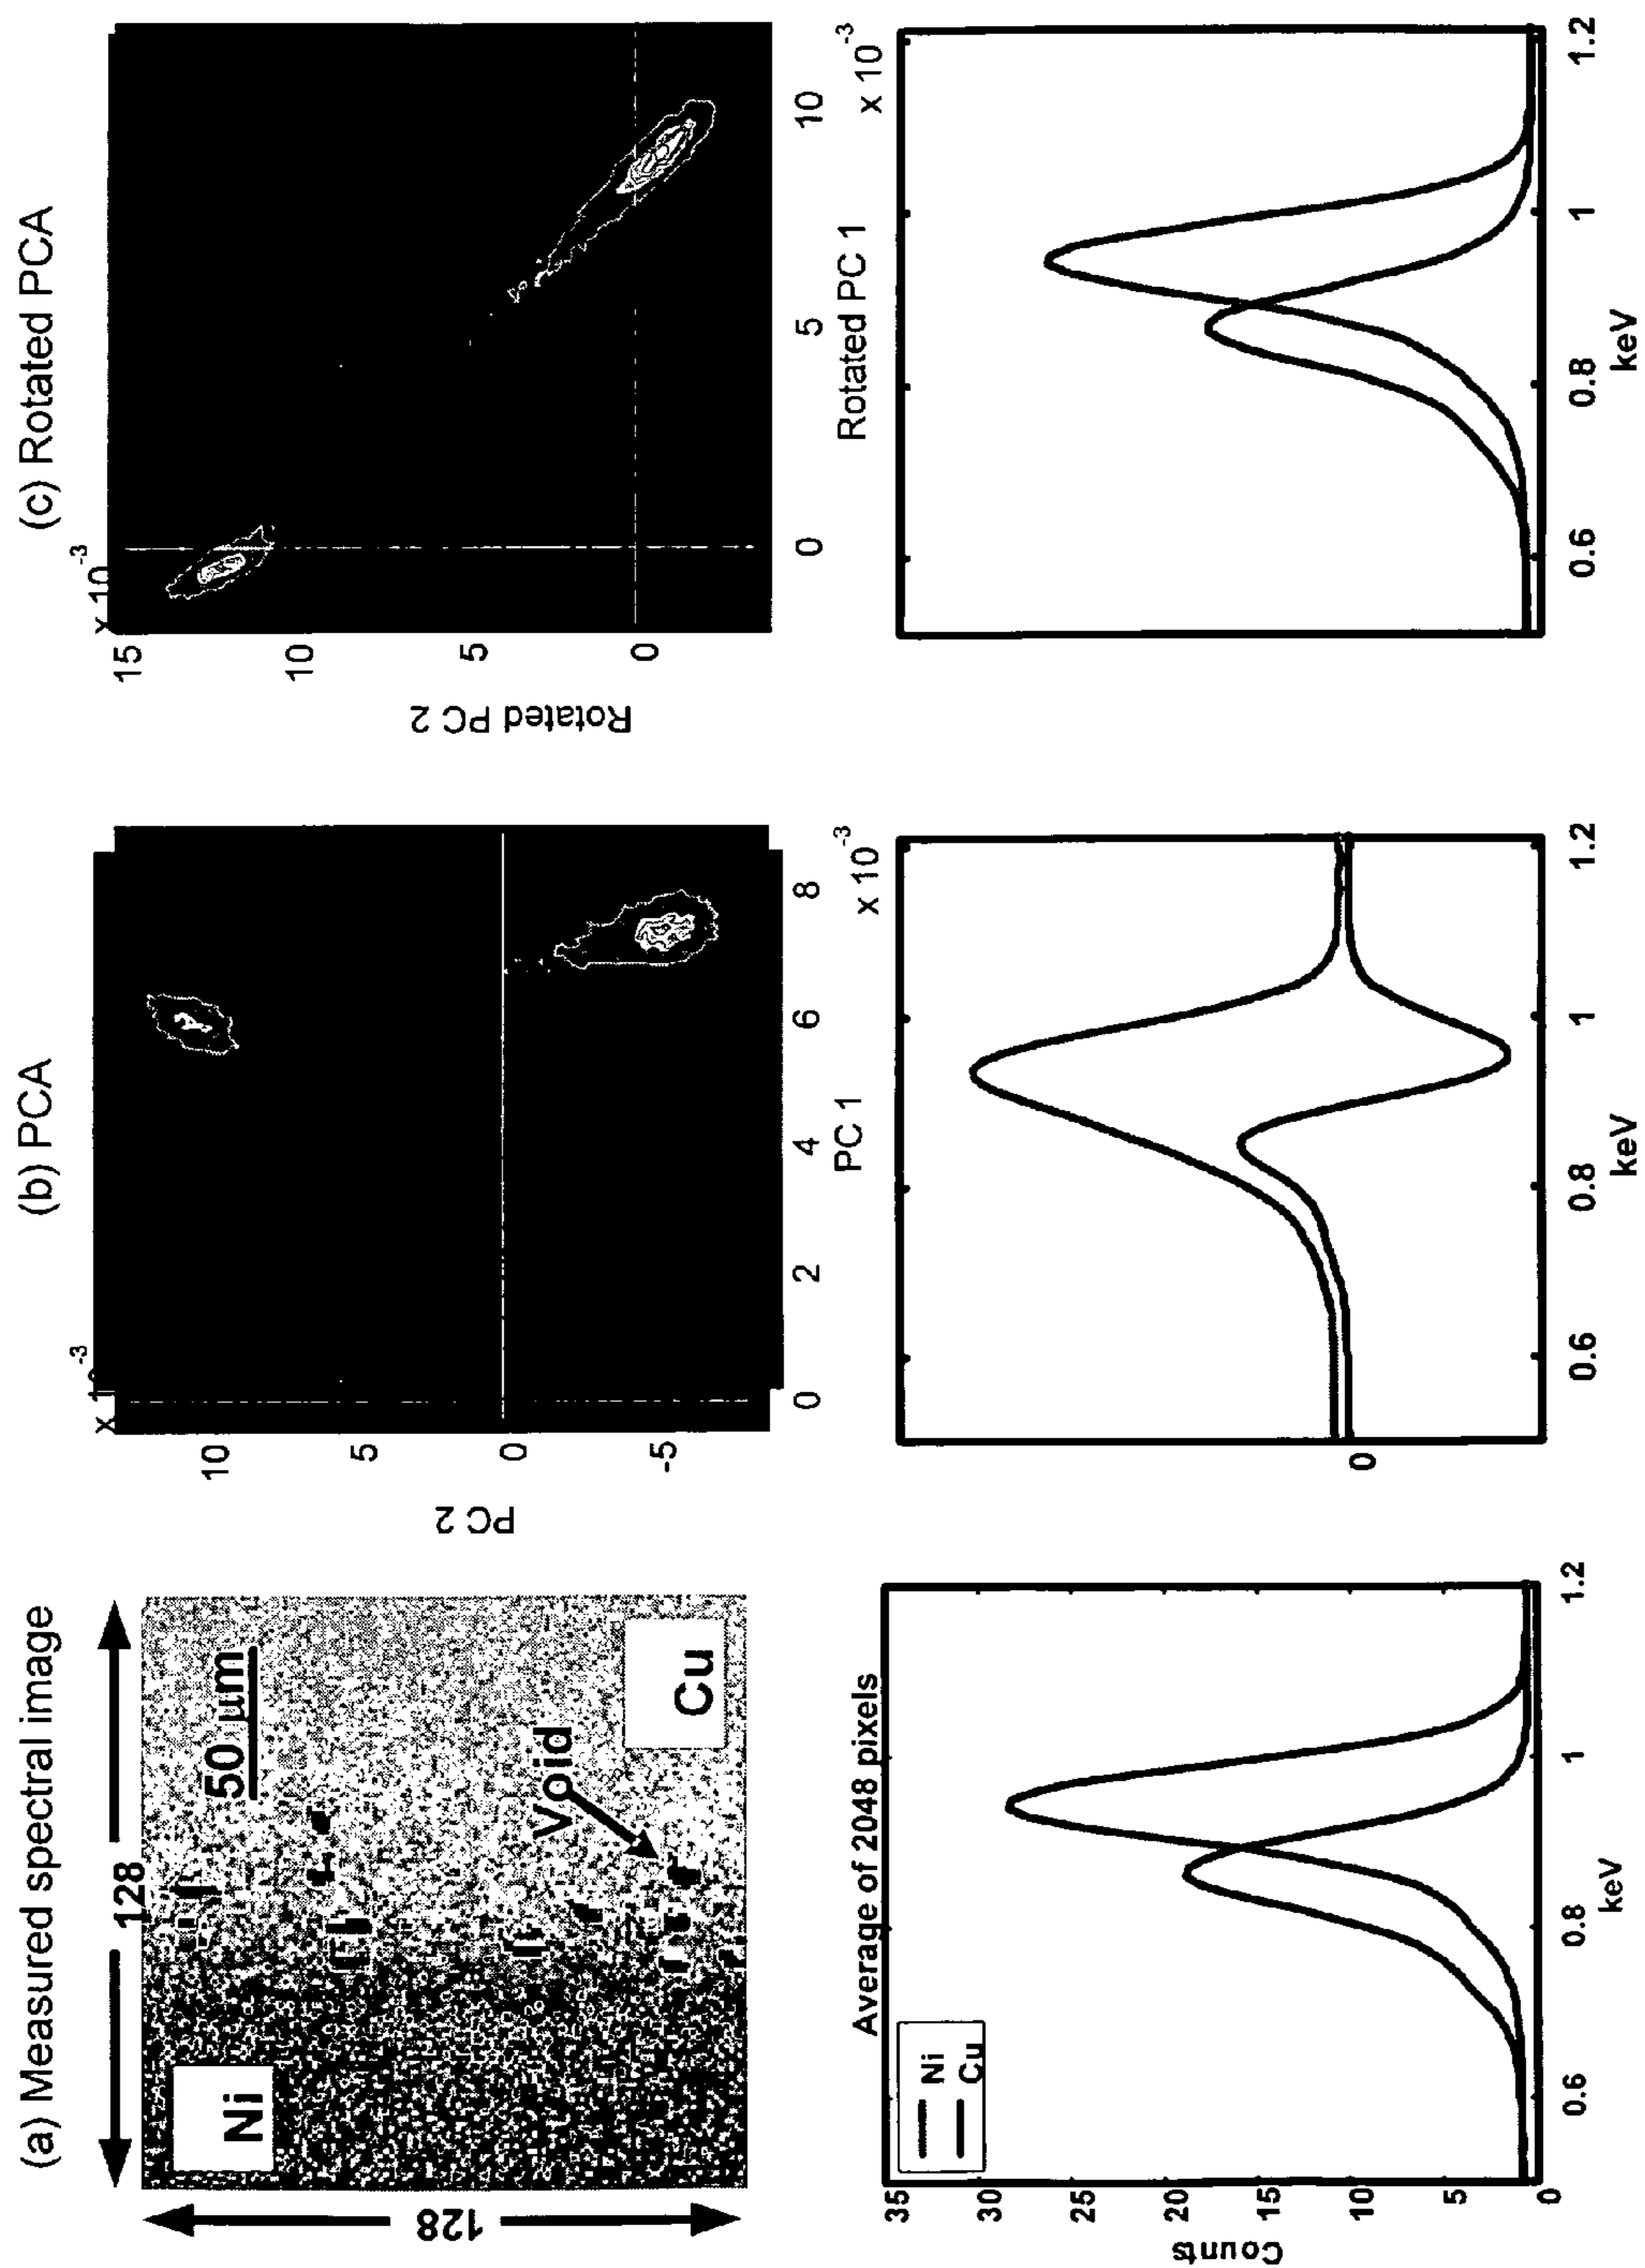 (a) Measured spectral image
128
128
Ni
50 µm
Void
Cu
Average of 2048 pixels
Ni
Cu
35
30
25
20
15
10
5
0
Counts
0.6
0.8
1
1.2
keV
(b) PCA
10
5
0
-5
PC 2
0
2
4
6
8
PC 1
x 10-3
0
0.6
0.8
1
1.2
keV
(c) Rotated PCA
x 10-3
15
10
5
0
Rotated PC 2
0
5
10
Rotated PC 1
x 10-3
0.6
0.8
1
1.2
keV